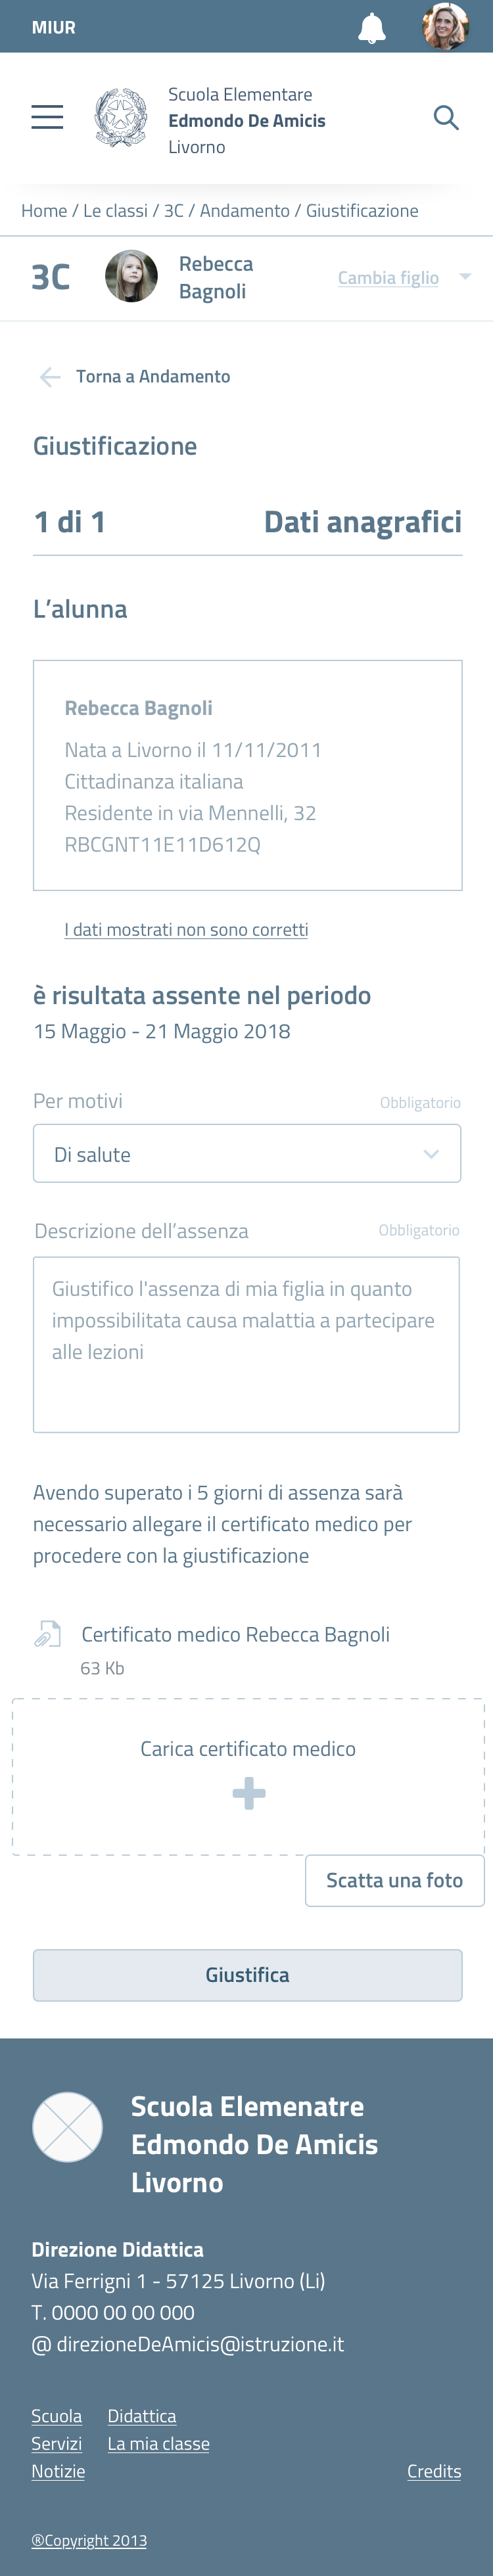 MIUR
Scuola Elementare
Edmondo De Amicis
Livorno
Home / Le classi / 3C / Andamento / Giustificazione
3C
Rebecca
Bagnoli
Cambia figlio
Torna a Andamento
Giustificazione
1 di 1 Dati anagrafici
L’alunna
Rebecca Bagnoli
Nata a Livorno il 11/11/2011
Cittadinanza italiana
Residente in via Mennelli, 32
RBCGNT11E11D612Q
I dati mostrati non sono corretti
è risultata assente nel periodo
15 Maggio - 21 Maggio 2018
Per motivi Obbligatorio
Di salute
Descrizione dell’assenza Obbligatorio
Giustifico l'assenza di mia figlia in quanto
impossibilitata causa malattia a partecipare
alle lezioni
Avendo superato i 5 giorni di assenza sarà
necessario allegare il certificato medico per
procedere con la giustificazione
Certificato medico Rebecca Bagnoli
63 Kb
Carica certificato medico
Scatta una foto
Giustifica
Scuola Elemenatre
Edmondo De Amicis
Livorno
Direzione Didattica
Via Ferrigni 1 - 57125 Livorno (Li)
T. 0000 00 00 000
@ direzioneDeAmicis@istruzione.it
Scuola Didattica
Servizi La mia classe
Notizie Credits
®Copyright 2013